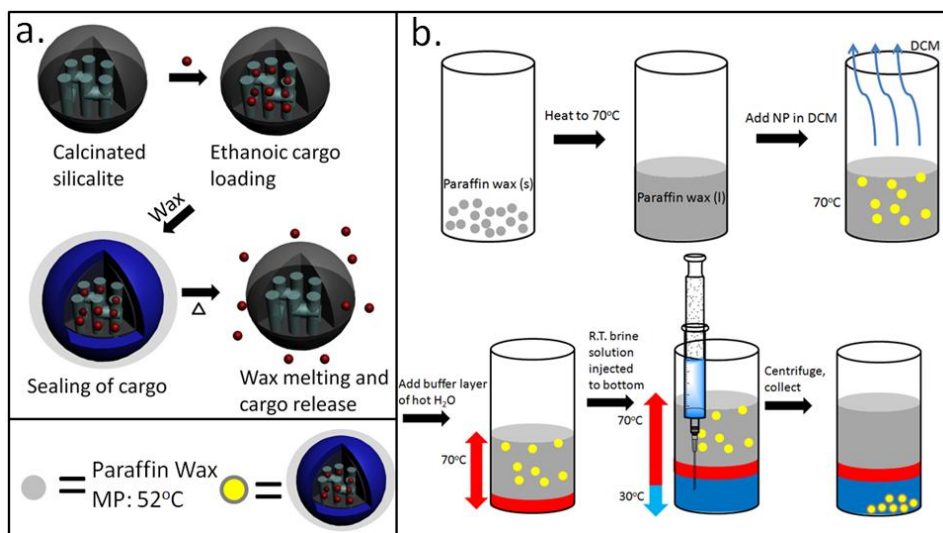 a.
Calcinated
silicalite
Ethanoic cargo
loading
Wax
Sealing of cargo
△
Wax melting and
cargo release
= Paraffin Wax
MP: 52°C
=
b.
Paraffin wax (s)
Heat to 70°C
Paraffin wax (l)
Add NP in DCM
DCM
70°C
Add buffer layer
of hot H₂O
70°C
R.T. brine
solution
injected
to bottom
70°C
30°C
Centrifuge,
collect